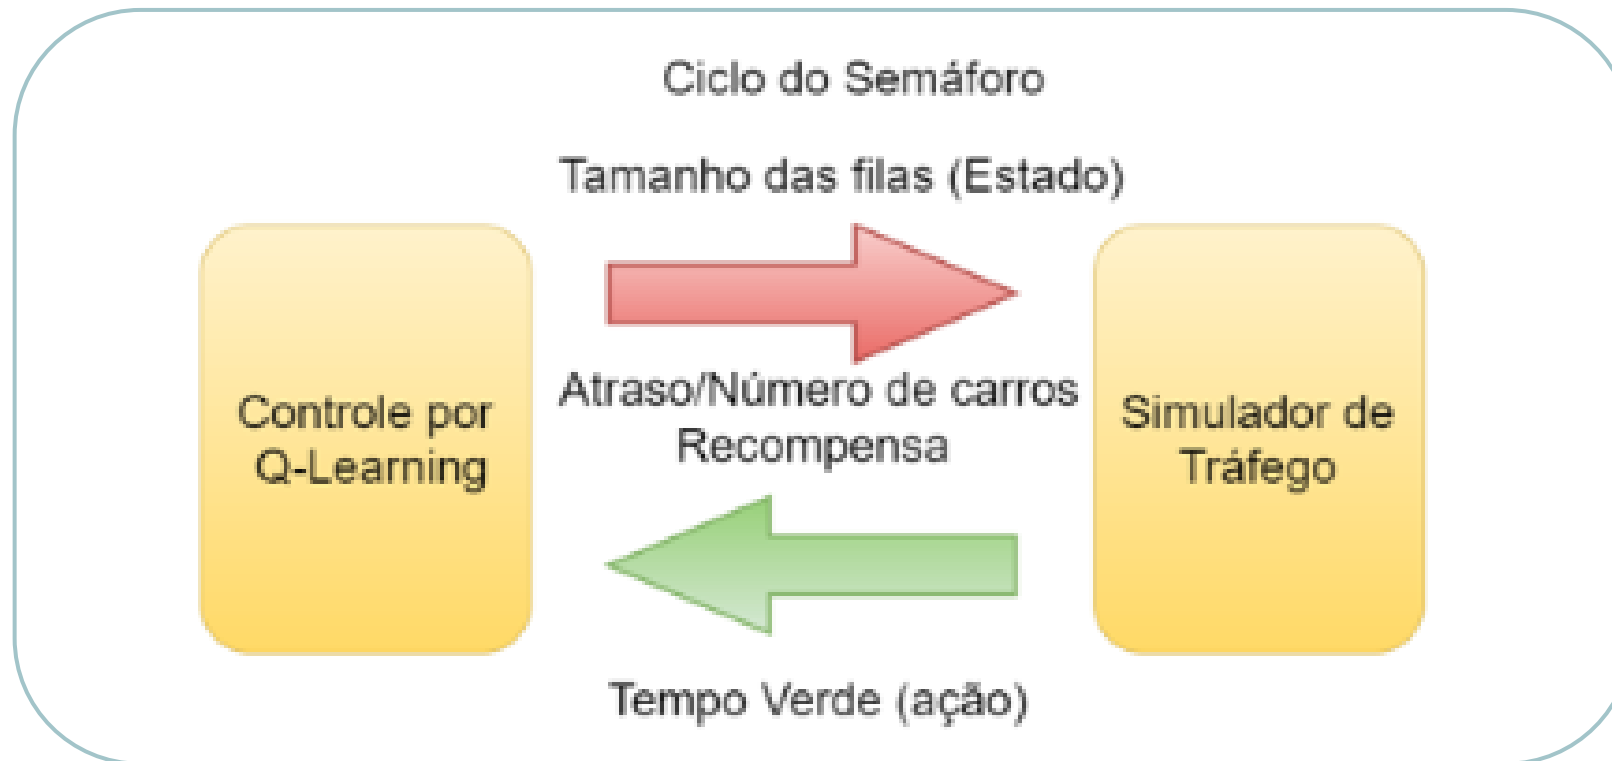 Ciclo do Semáforo
Tamanho das filas (Estado)
Controle por
Q-Learning
Atraso/Número de carros
Recompensa
Simulador de
Tráfego
Tempo Verde (ação)